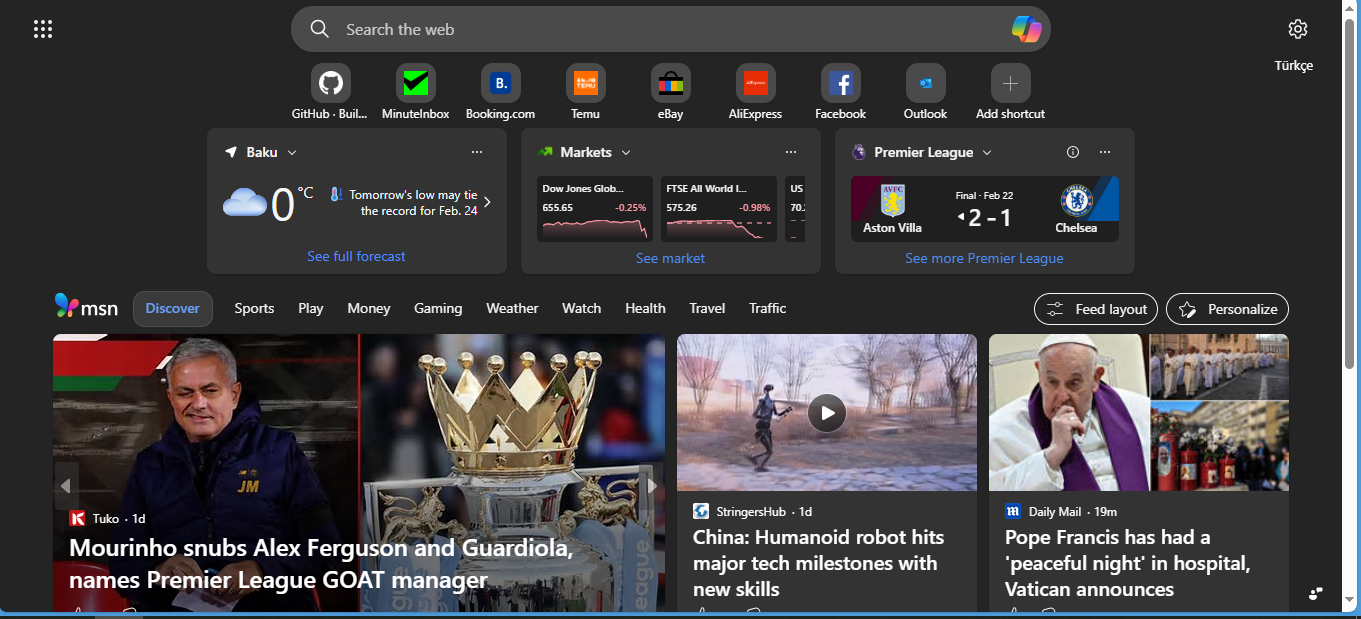 Search the web
Türkçe
GitHub · Buil...
MinuteInbox
Booking.com
Temu
eBay
AliExpress
Facebook
Outlook
Add shortcut
Baku
0 °C
Tomorrow's low may tie
the record for Feb. 24
See full forecast
Markets
Dow Jones Glob...
655.65 -0.25%
FTSE All World I...
575.26 -0.98%
US
70.2
See market
Premier League
AVFC
Aston Villa
Final · Feb 22
2 - 1
CHELSEA
Chelsea
See more Premier League
msn
Discover
Sports
Play
Money
Gaming
Weather
Watch
Health
Travel
Traffic
Feed layout
Personalize
JM
Tuko · 1d
Mourinho snubs Alex Ferguson and Guardiola,
names Premier League GOAT manager
StringersHub · 1d
China: Humanoid robot hits
major tech milestones with
new skills
Daily Mail · 19m
Pope Francis has had a
'peaceful night' in hospital,
Vatican announces